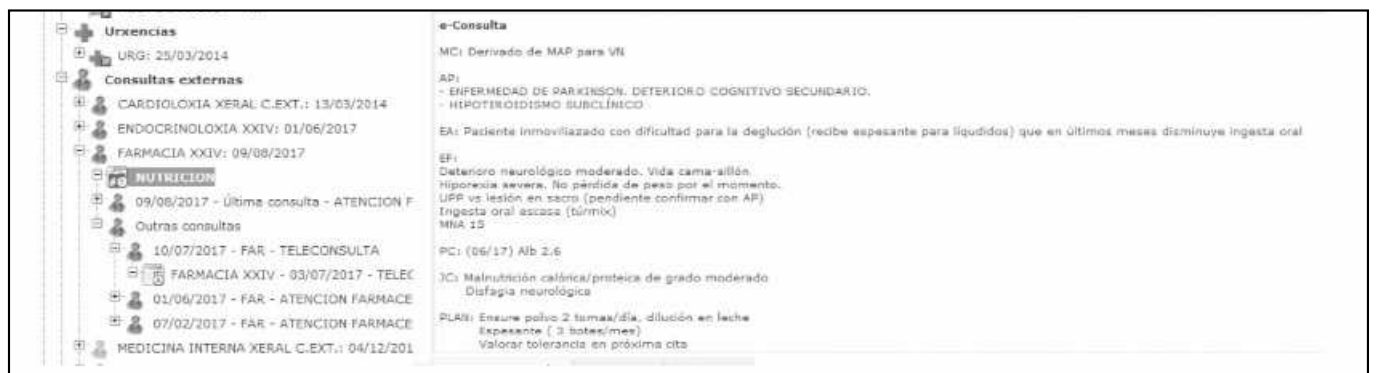 Urxencias
URG: 25/03/2014
Consultas externas
CARDIOLOXIA XERAL C.EXT.: 13/03/2014
ENDOCRINOLOXIA XXIV: 01/06/2017
FARMACIA XXIV: 09/08/2017
NUTRICION
09/08/2017 - Última consulta - ATENCION F
Outras consultas
10/07/2017 - FAR - TELECONSULTA
FARMACIA XXIV - 03/07/2017 - TELEC
01/06/2017 - FAR - ATENCION FARMACE
07/02/2017 - FAR - ATENCION FARMACE
MEDICINA INTERNA XERAL C.EXT.: 04/12/201
e-Consulta
MC: Derivado de MAP para VN
AP:
- ENFERMEDAD DE PARKINSON. DETERIORO COGNITIVO SECUNDARIO.
- HIPOTIROIDISMO SUBCLÍNICO
EA: Paciente inmoviliazado con dificultad para la deglución (recibe espesante para líqudidos) que en últimos meses disminuye ingesta oral
EF:
Deterioro neurológico moderado. Vida cama-sillón
Hiporexia severa. No pérdida de peso por el momento.
UPP vs lesión en sacro (pendiente confirmar con AP)
Ingesta oral escasa (túrmix)
MNA 15
PC: (06/17) Alb 2.6
JC: Malnutrición calórica/proteica de grado moderado
Disfagia neurológica
PLAN: Ensure polvo 2 tomas/día, dilución en leche
Espesante ( 3 botes/mes)
Valorar tolerancia en próxima cita